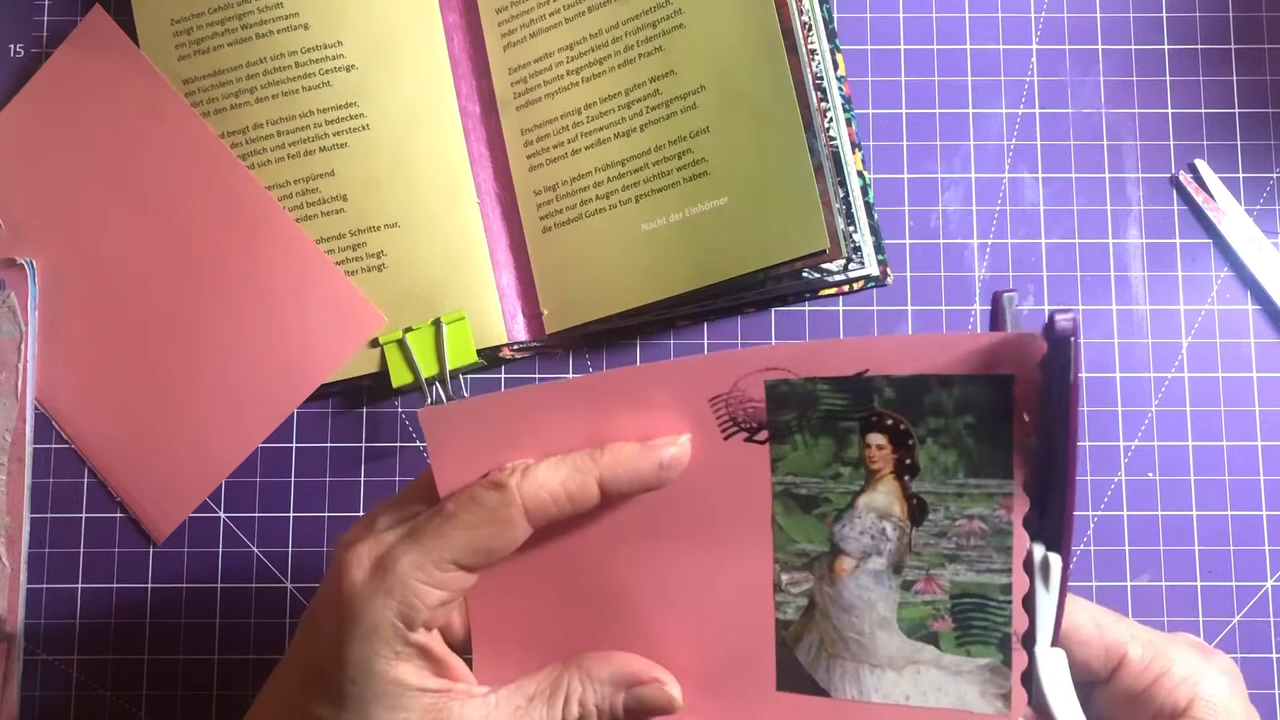 15
Zwischen Gehölz und
steigt in neugierigem Schritt
ein jugendhafter Wandersmann
den Pfad am wilden Bach entlang.
Währenddessen duckt sich im Gesträuch
ein Füchslein in den dichten Buchenhain.
des Jünglings schleichendes Gesteige,
den Atem, den er leise haucht.
beugt die Füchsin sich hernieder,
des kleinen Braunen zu bedecken.
und verletzlich versteckt
sich im Fell der Mutter.
erspürend
und näher,
und bedächtig
heran.
Schritte nur,
Jungen
liegt,
hängt.
erscheinen ihre
jeder Huftritt wie
pflanzt Millionen bunte Blüten
Ziehen weiter magisch hell und unverletzlich,
ewig lebend im Zauberkleid der Frühlingsnacht.
Zaubern bunte Regenbögen in die Erdenräume,
endlose mystische Farben in edler Pracht.
Erscheinen einzig den lieben guten Wesen,
die dem Licht des Zaubers zugewandt,
welche wie auf Feenwunsch und Zwergenspruch
dem Dienst der weißen Magie gehorsam sind.
So liegt in jedem Frühlingsmond der helle Geist
jener Einhörner der Anderswelt verborgen,
welche nur den Augen derer sichtbar werden,
die friedvoll Gutes zu tun geschworen haben.
Nacht der Einhörner
15